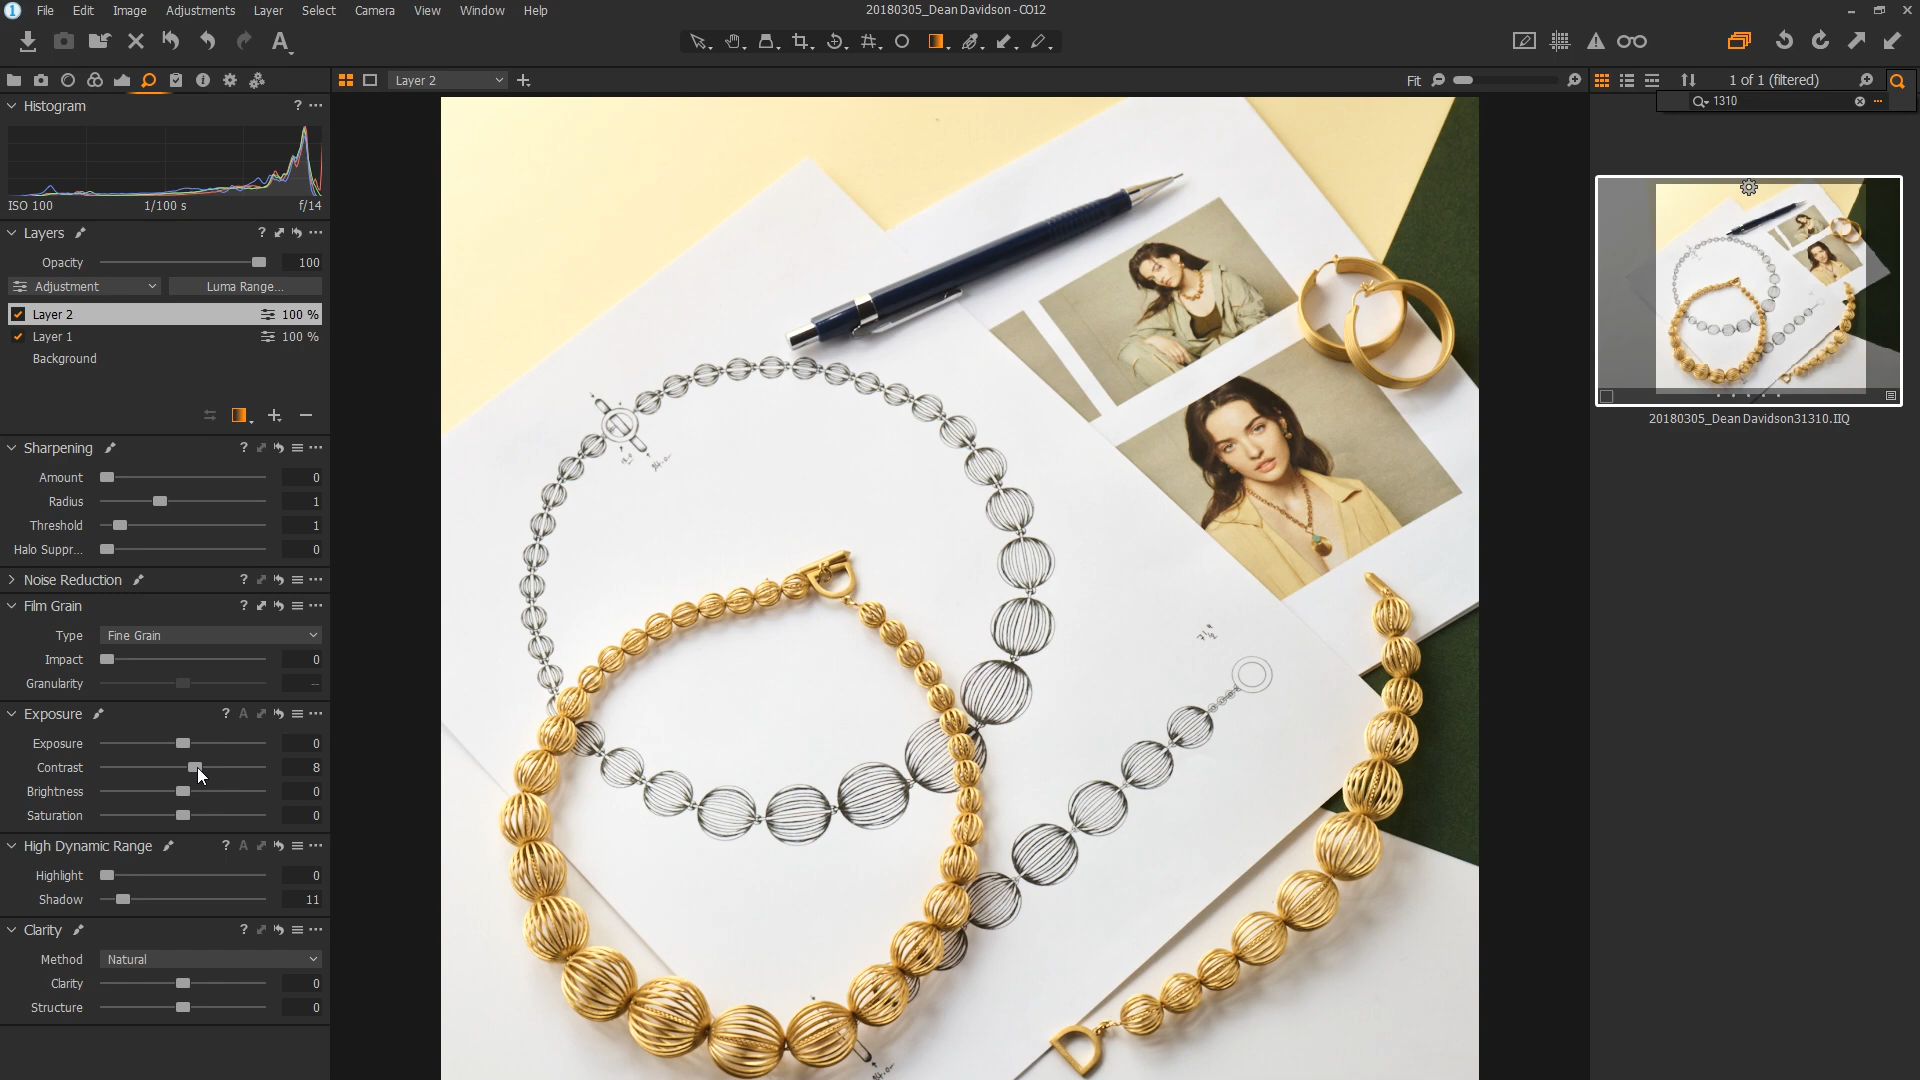 File Edit Image Adjustments Layer Select Camera View Window Help
20180305_Dean Davidson - CO12
Layer 2
Fit
1 of 1 (filtered)
1310
Histogram
ISO 100 1/100 s f/14
Layers
Opacity 100
Adjustment Luma Range...
Layer 2 100 %
Layer 1 100 %
Background
Sharpening
Amount 0
Radius 1
Threshold 1
Halo Suppr... 0
Noise Reduction
Film Grain
Type Fine Grain
Impact 0
Granularity --
Exposure
Exposure 0
Contrast 8
Brightness 0
Saturation 0
High Dynamic Range
Highlight 0
Shadow 11
Clarity
Method Natural
Clarity 0
Structure 0
20180305_Dean Davidson31310.IIQ